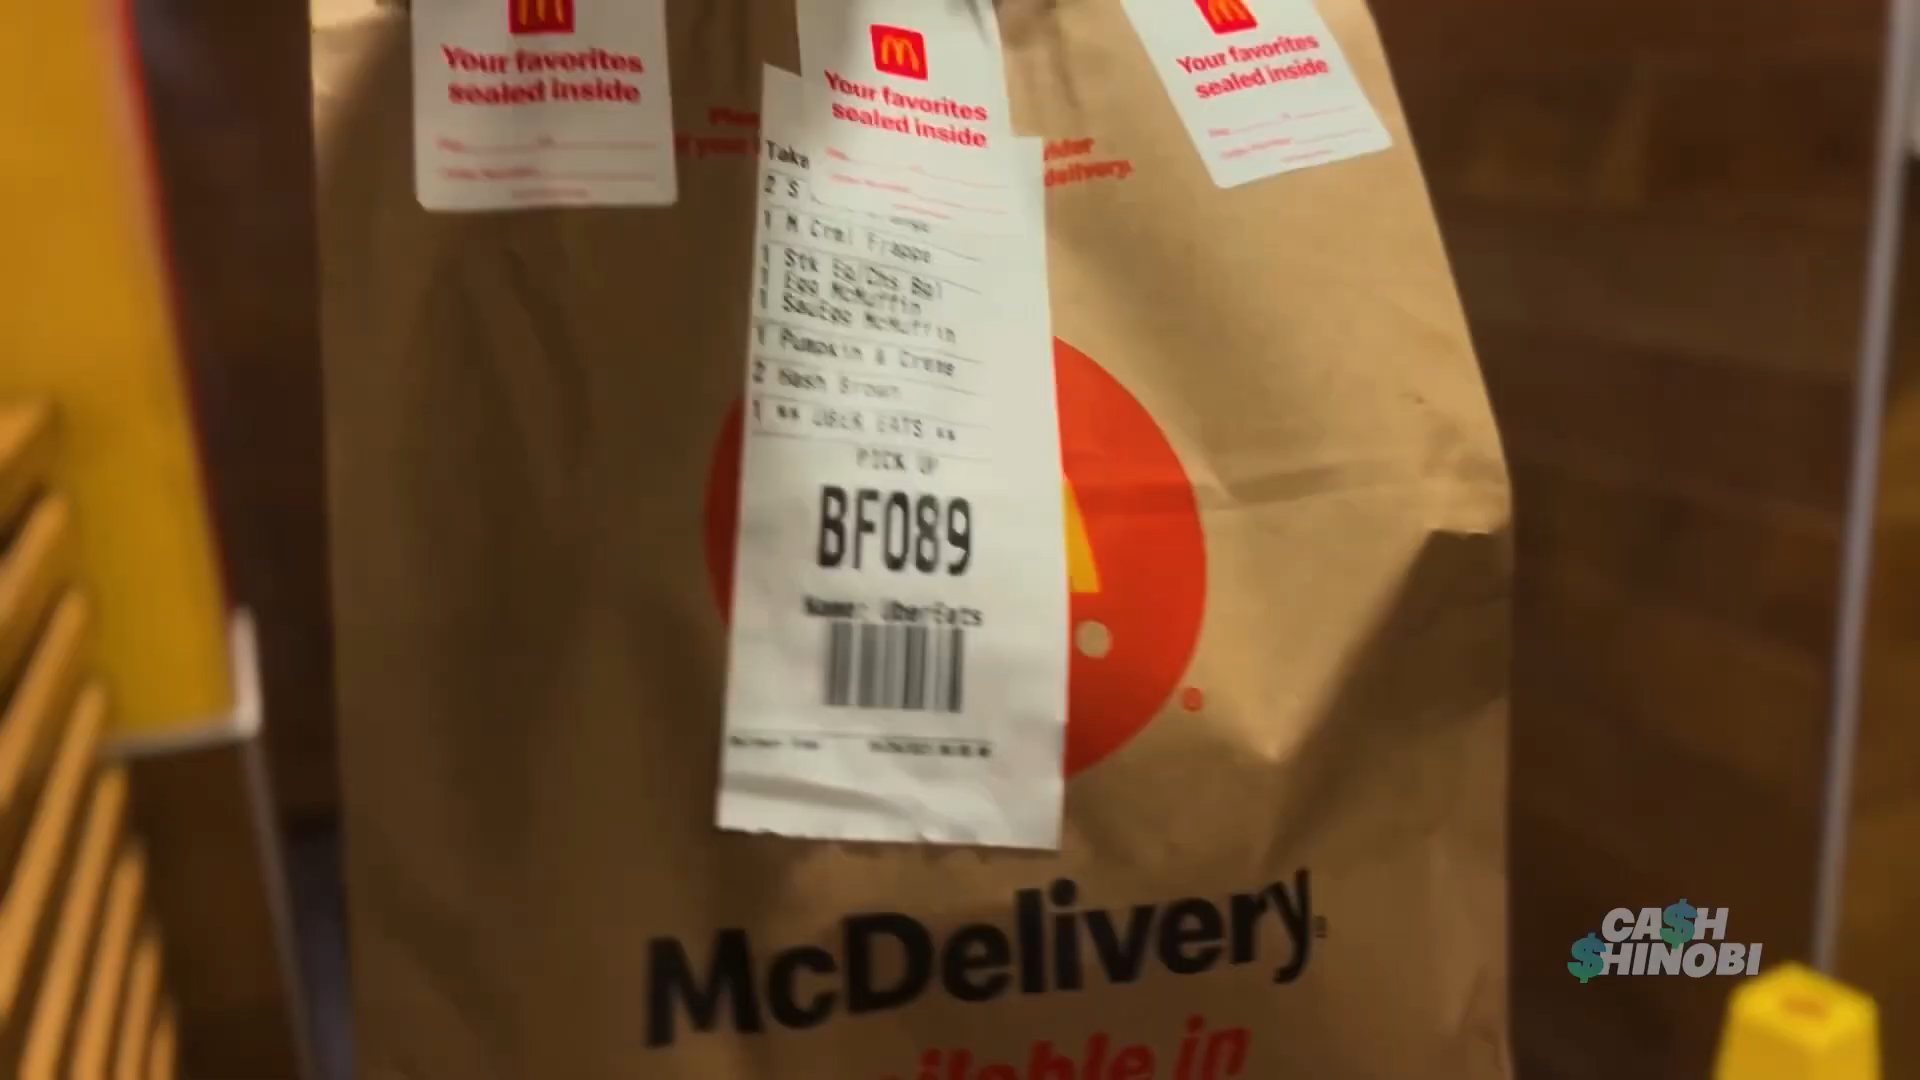 Your favorites
sealed inside
Your favorites
sealed inside
Your favorites
sealed inside
delivery.
Take
2 S
1 M Crml Frappe
1 Stk Eg Chs Bgl
1 Egg McMuffin
1 SauEgg McMuffin
1 Pumpkin & Creme
2 Hash Brown
1 ** UBER EATS **
PICK UP
BF089
Name: UberEats
McDelivery
in
CA$H
$HINOBI